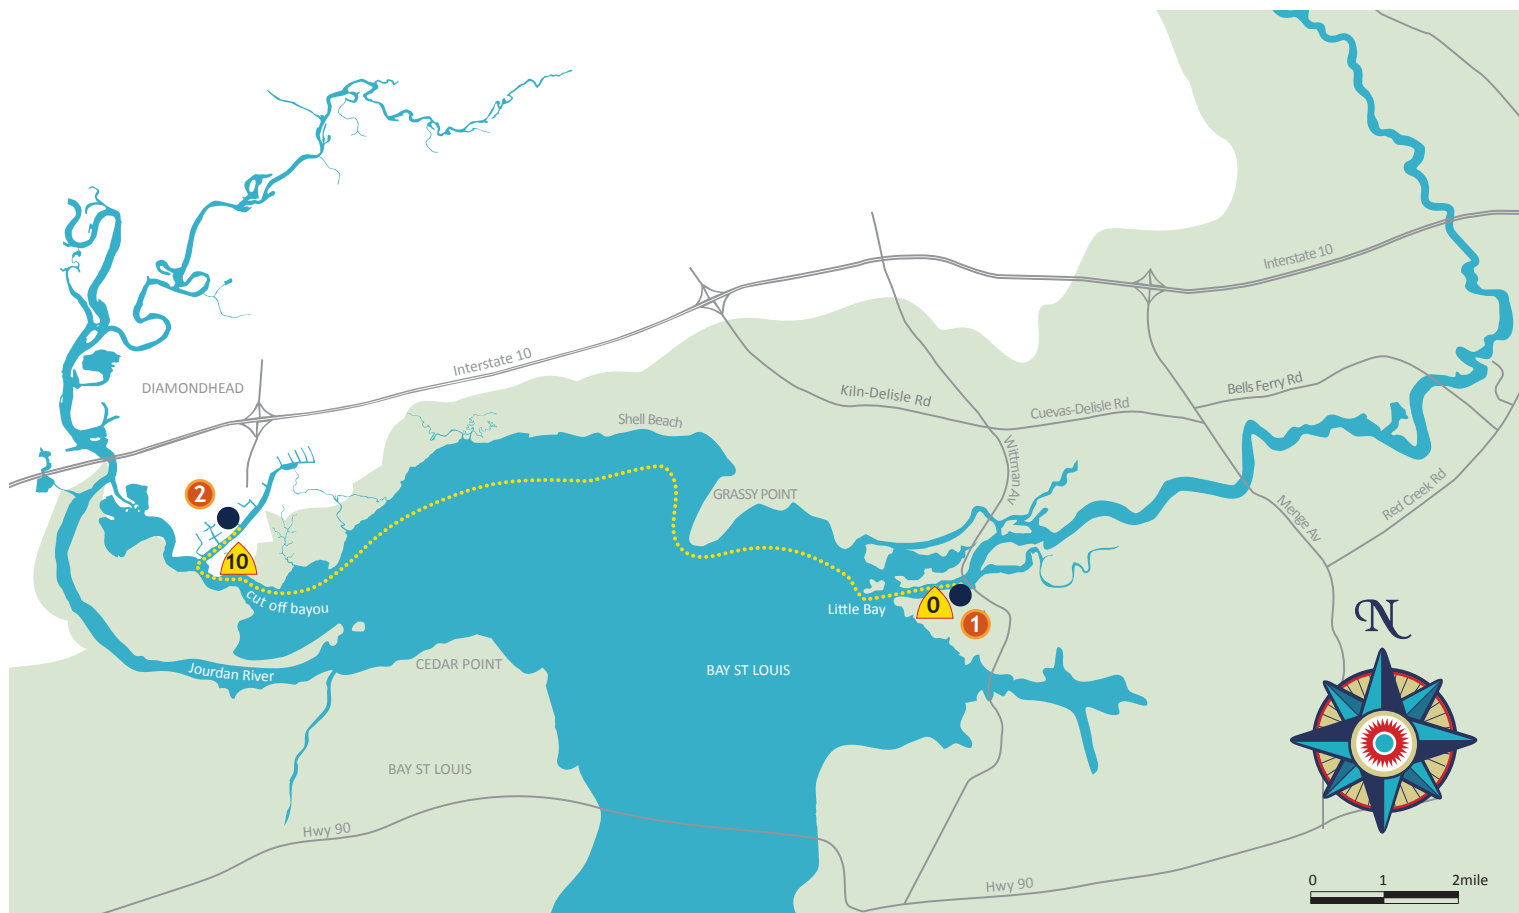 Interstate 10
Interstate 10
DIAMONDHEAD
Kiln-Delisle Rd
Bells Ferry Rd
Cuevas-Delisle Rd
Shell Beach
Wittman Av
GRASSY POINT
Red Creek Rd
Menge Av
2
10
cut off bayou
Little Bay
0
1
N
Jourdan River
CEDAR POINT
BAY ST LOUIS
BAY ST LOUIS
Hwy 90
Hwy 90
0 1 2mile